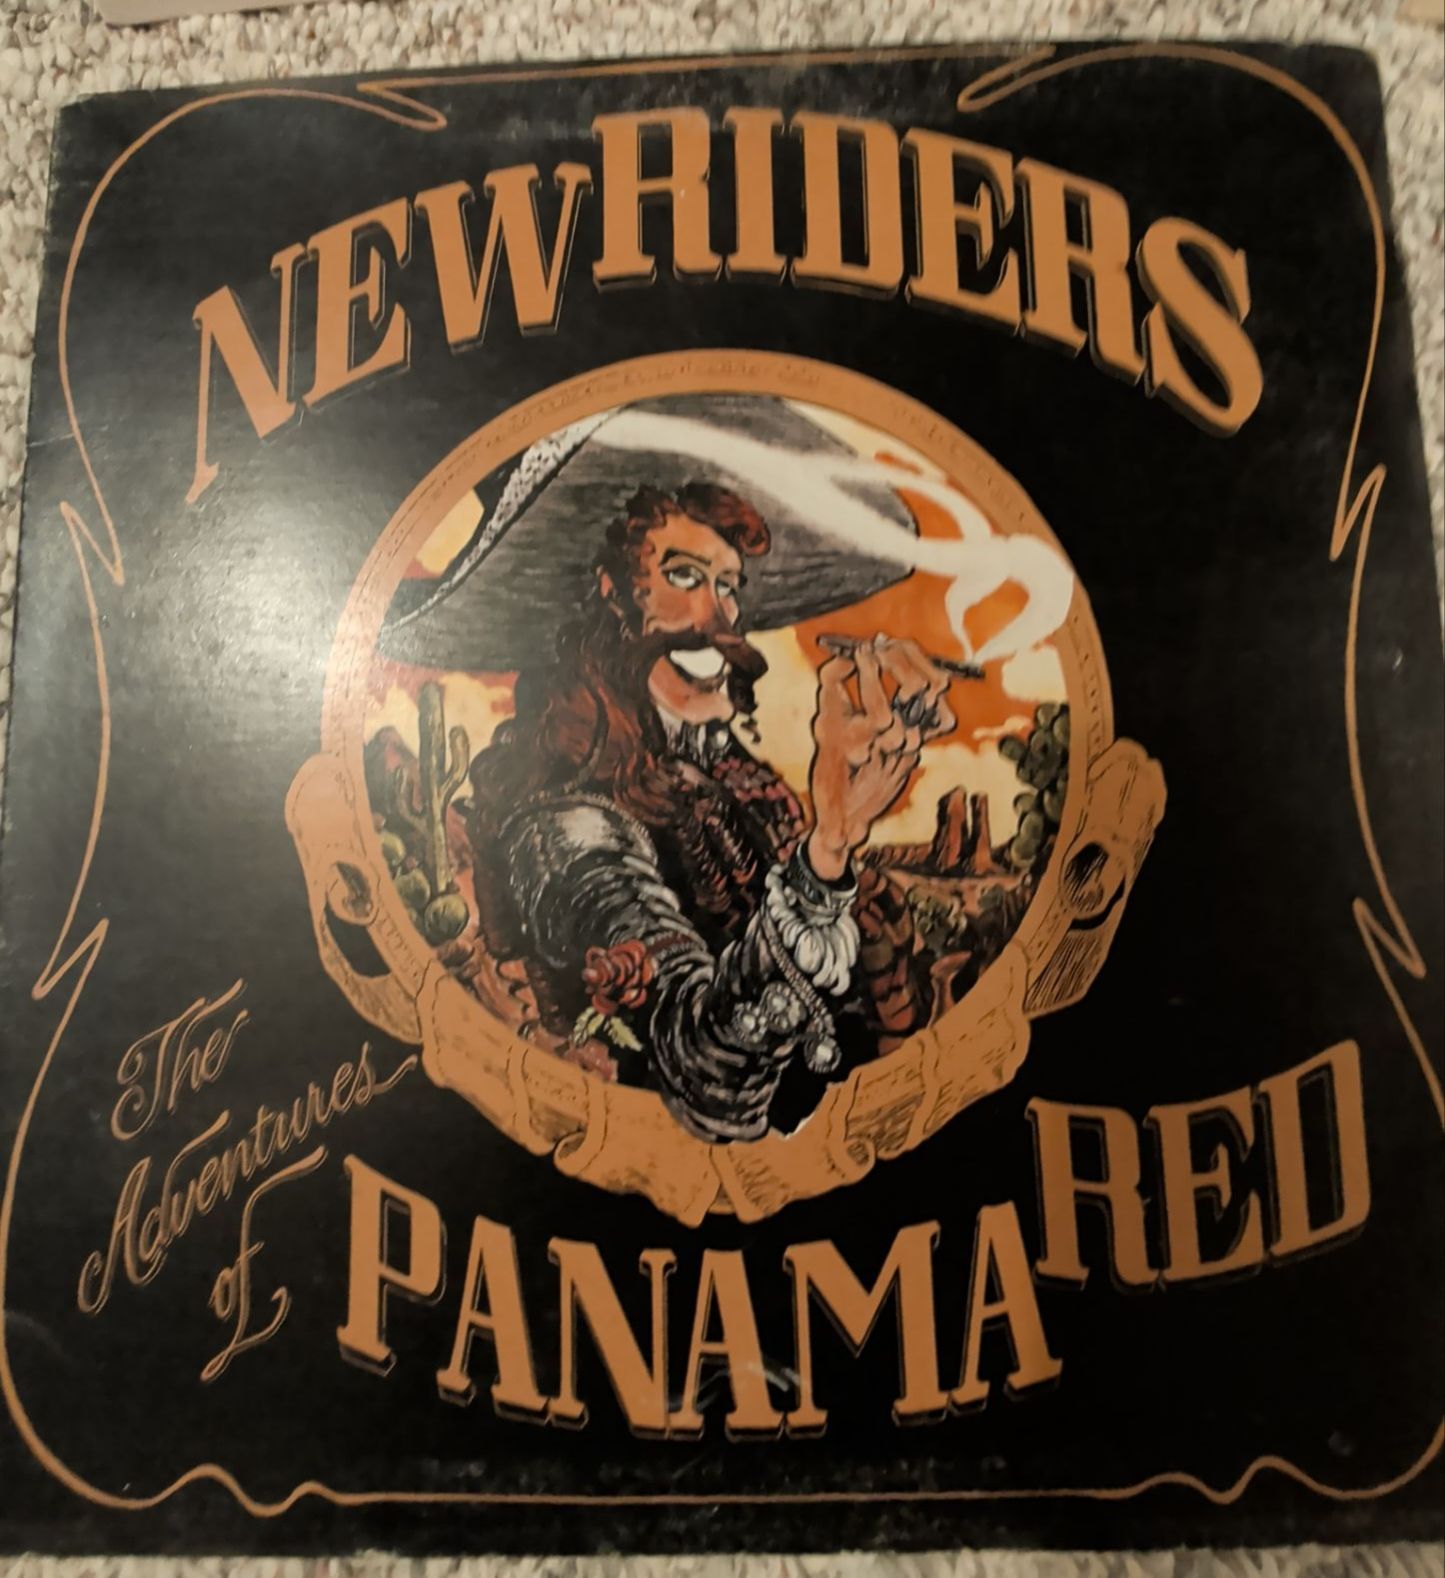 NEW RIDERS
The
Adventures
of
PANAMA RED